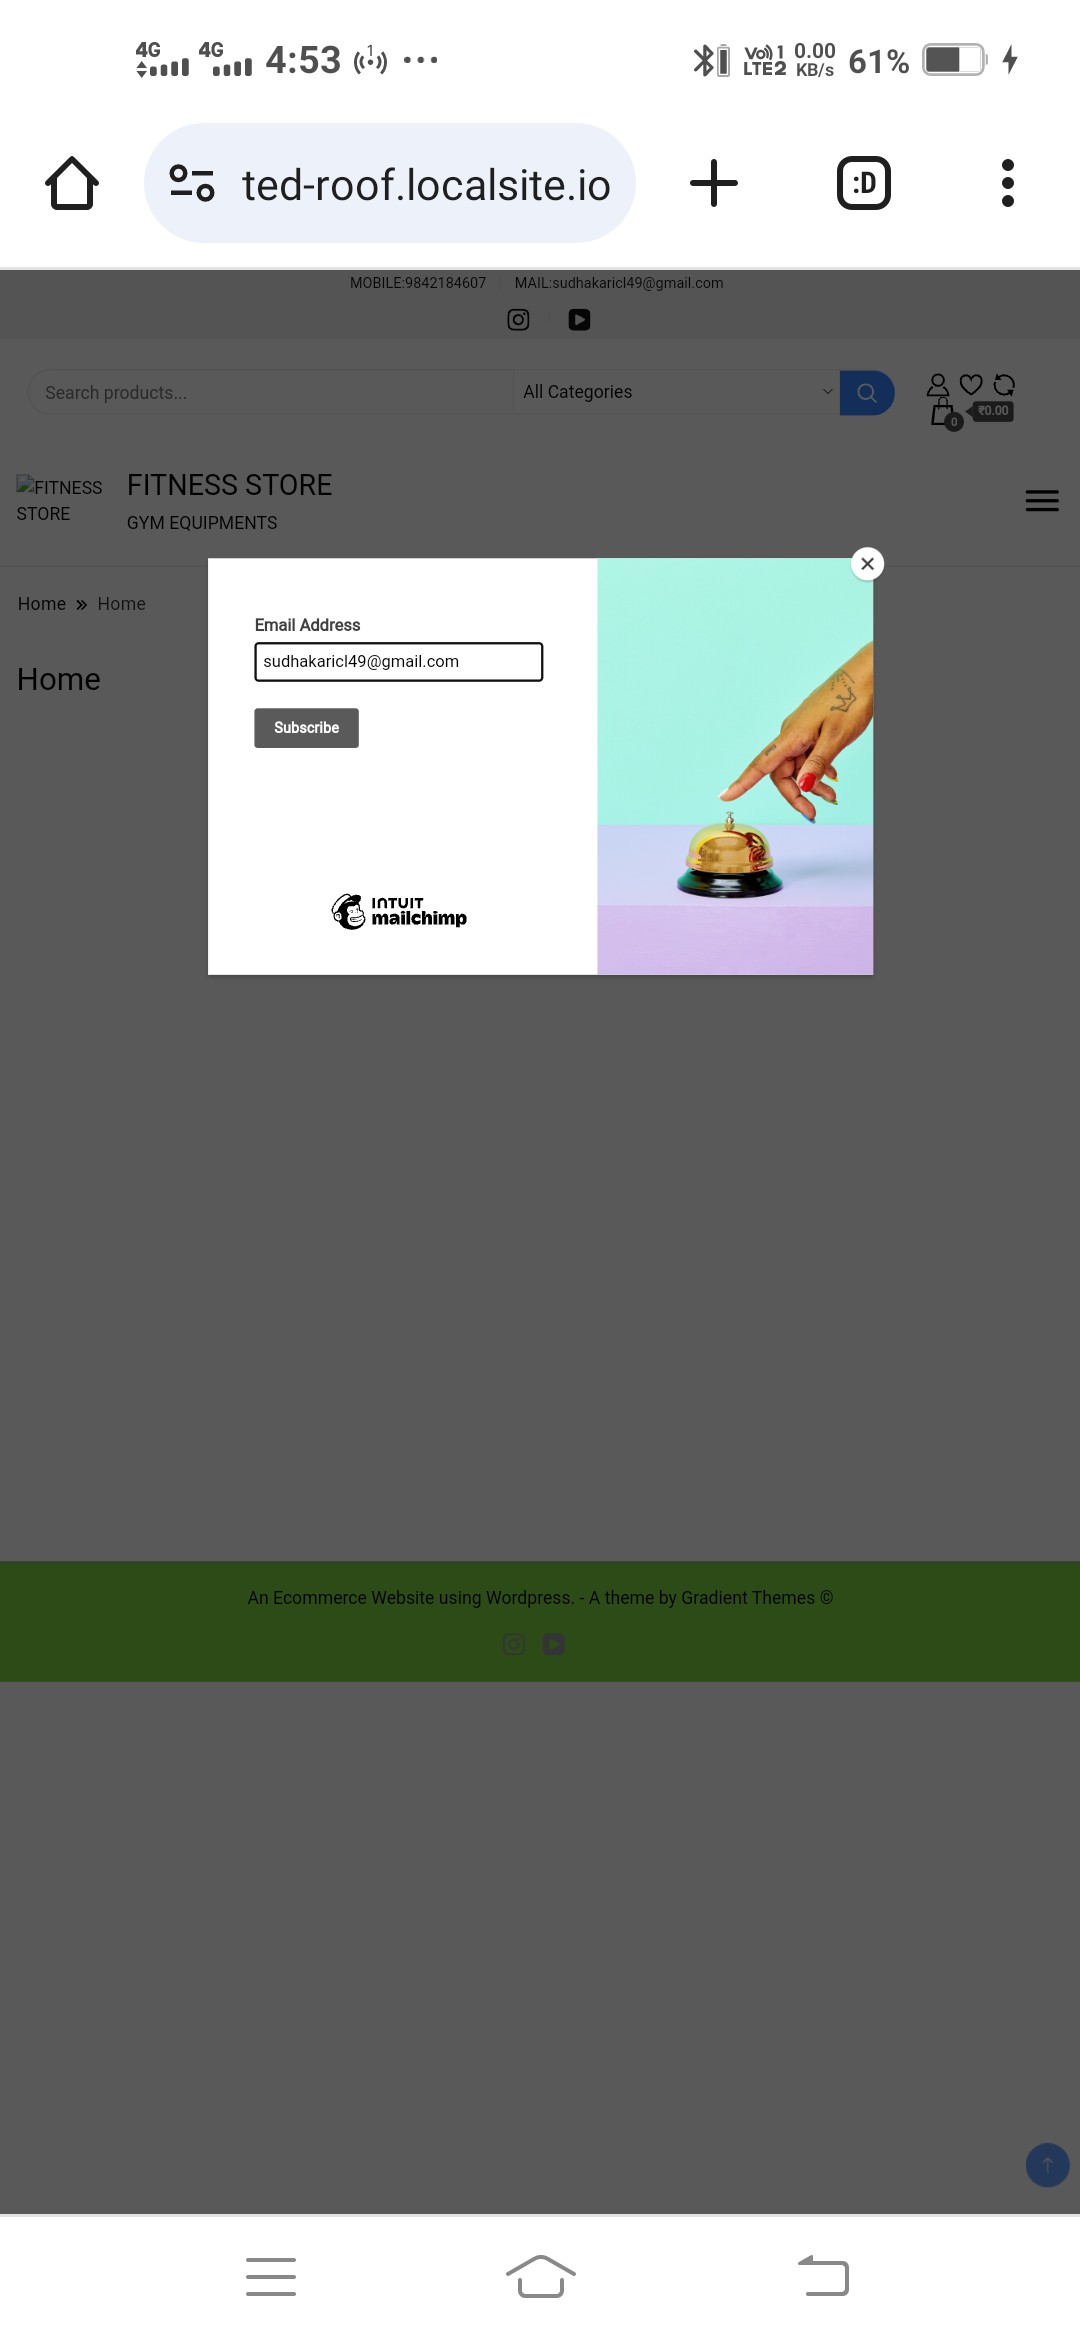 4G 4G 4:53 1 ... Vo) 1 LTE2 0.00 KB/s 61%
ted-roof.localsite.io :D
MOBILE:9842184607 MAIL:sudhakaricl49@gmail.com
Search products... All Categories
0 ₹0.00
FITNESS STORE
FITNESS STORE
GYM EQUIPMENTS
Home » Home
Home
Email Address
sudhakaricl49@gmail.com
Subscribe
INTUIT
mailchimp
An Ecommerce Website using Wordpress. - A theme by Gradient Themes ©